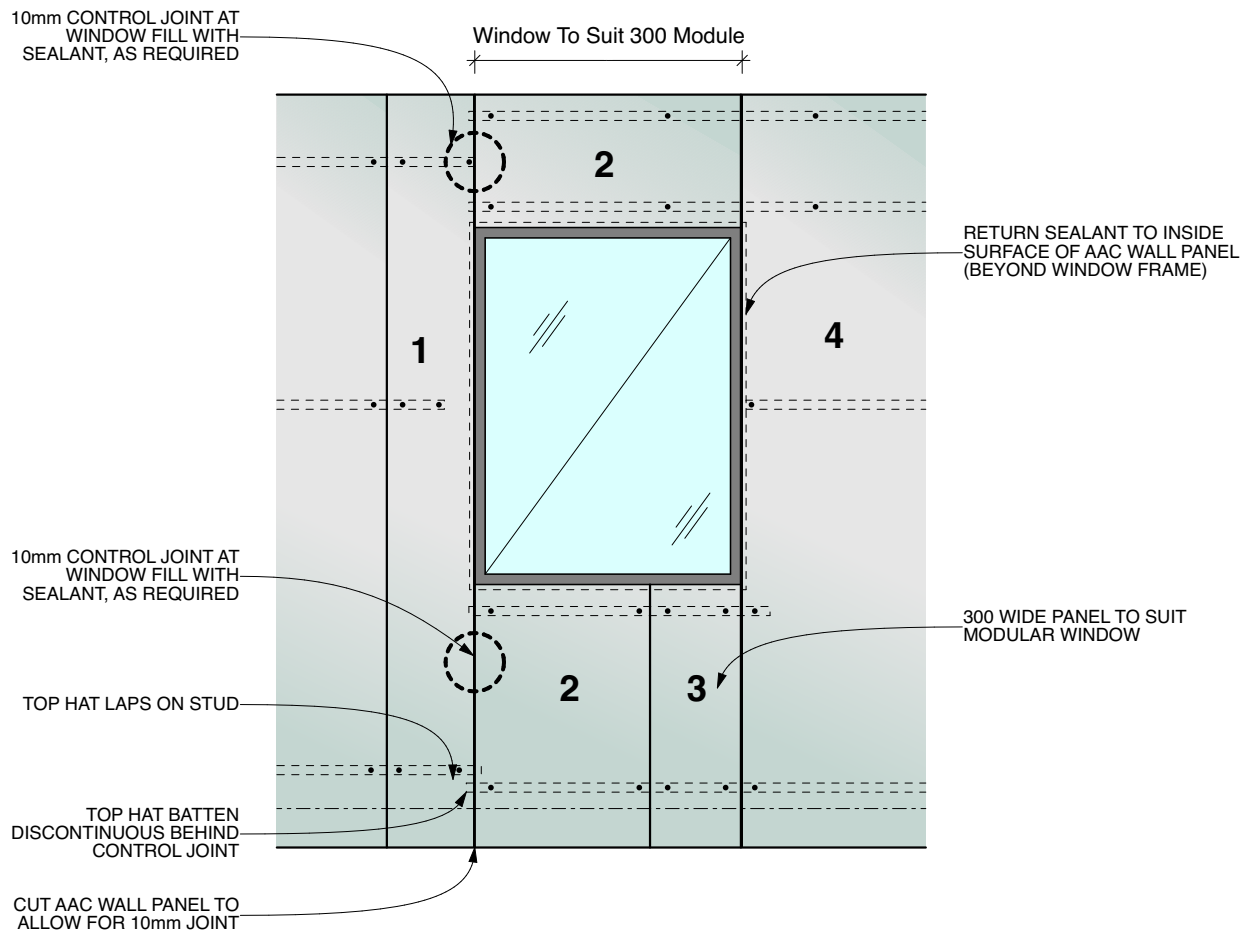 10mm CONTROL JOINT AT
WINDOW FILL WITH
SEALANT, AS REQUIRED
Window To Suit 300 Module
2
RETURN SEALANT TO INSIDE
SURFACE OF AAC WALL PANEL
(BEYOND WINDOW FRAME)
1
4
10mm CONTROL JOINT AT
WINDOW FILL WITH
SEALANT, AS REQUIRED
300 WIDE PANEL TO SUIT
MODULAR WINDOW
2
3
TOP HAT LAPS ON STUD
TOP HAT BATTEN
DISCONTINUOUS BEHIND
CONTROL JOINT
CUT AAC WALL PANEL TO
ALLOW FOR 10mm JOINT